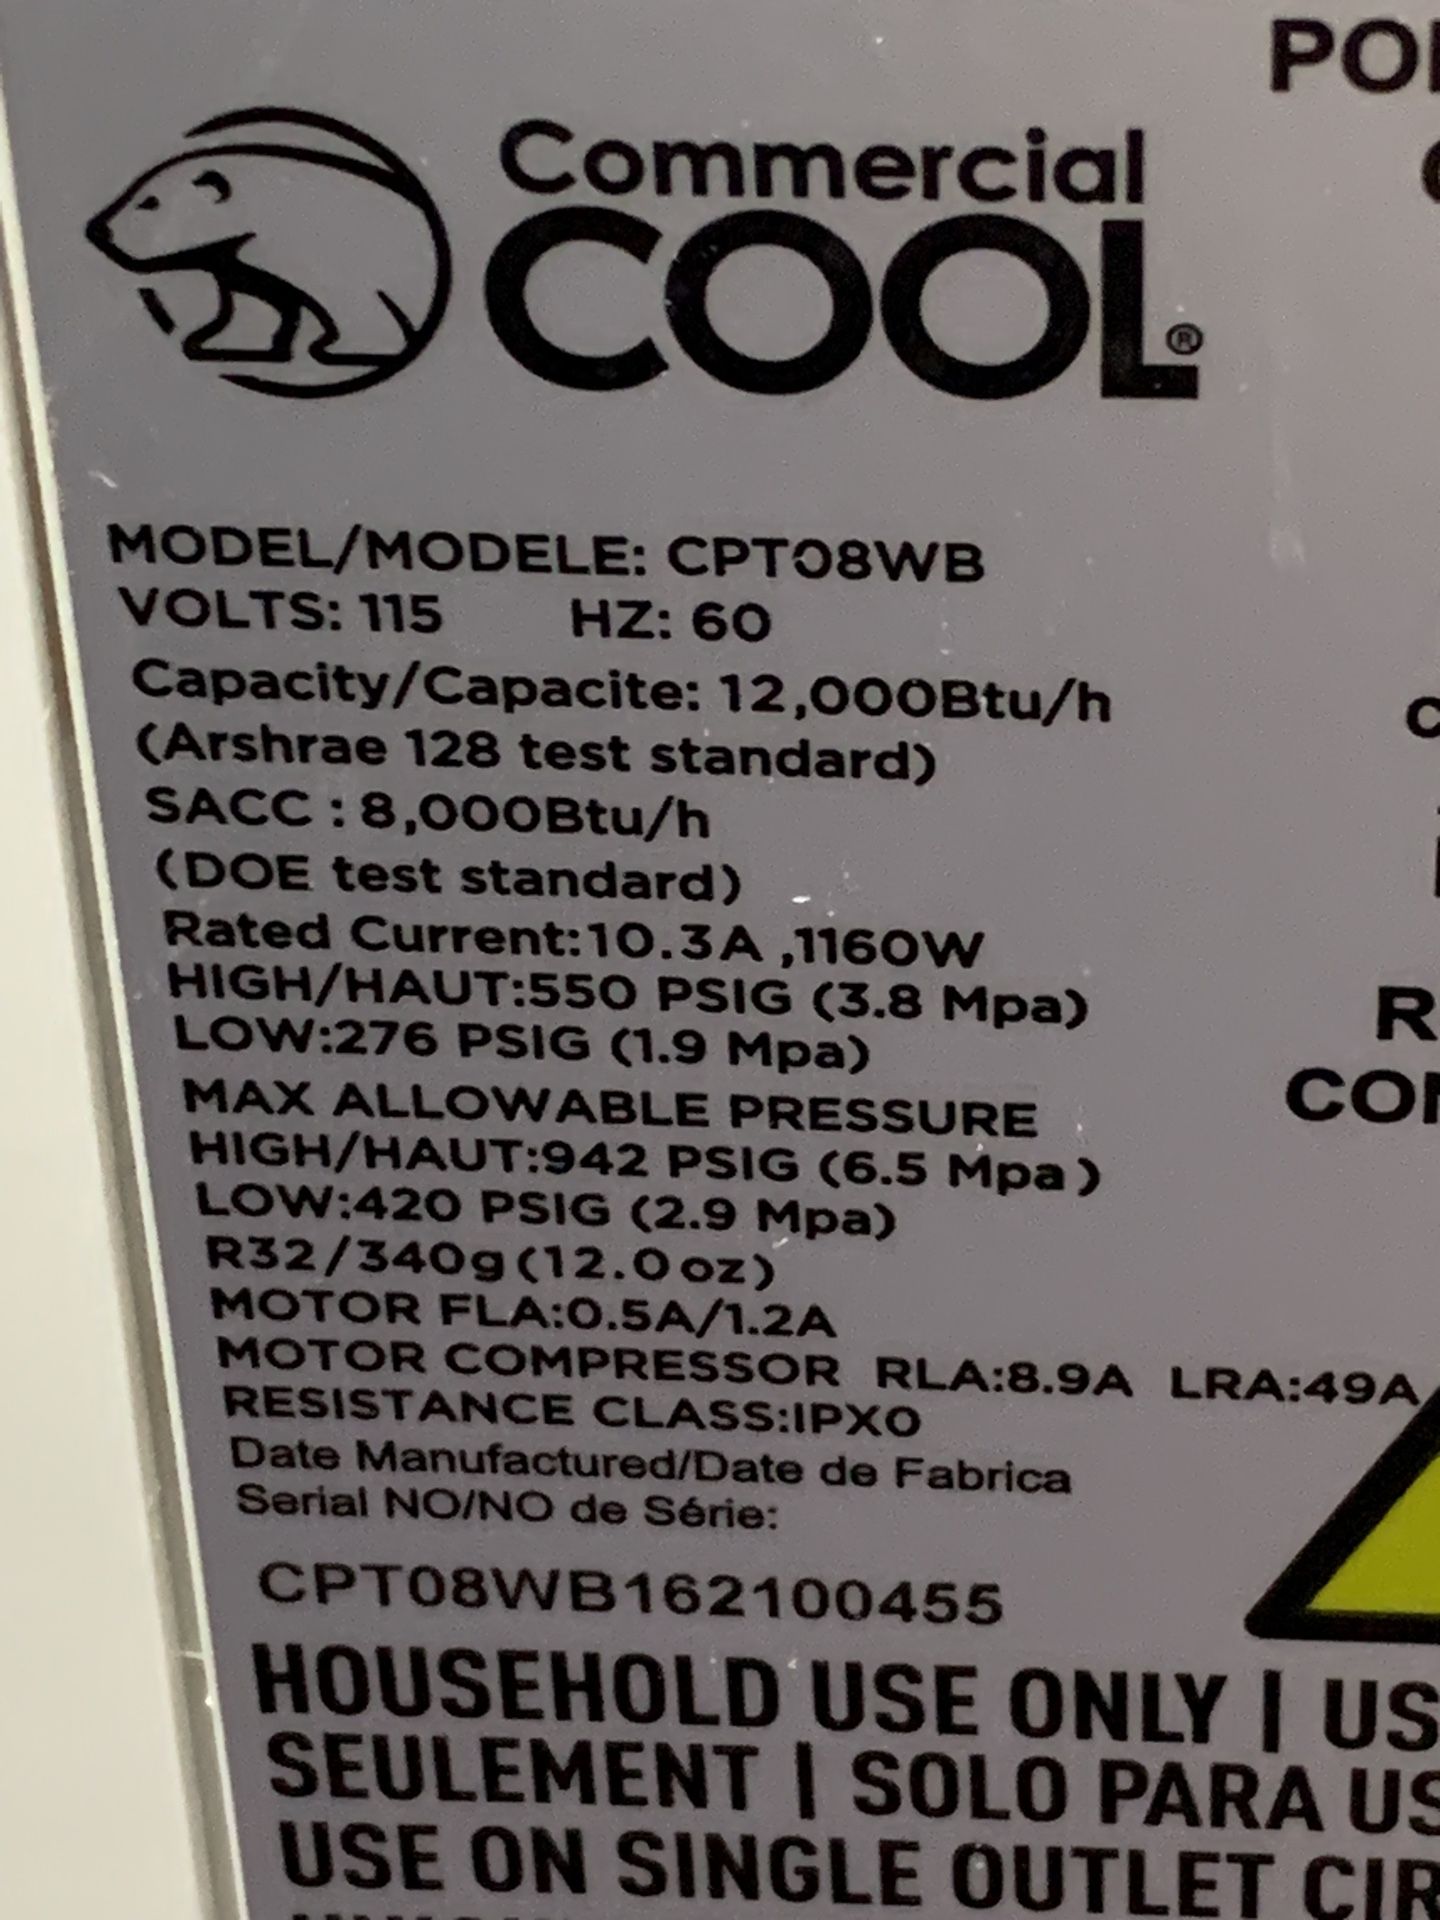 Commercial
COOL®
MODEL/MODELE: CPT08WB
VOLTS: 115 HZ: 60
Capacity/Capacite: 12,000Btu/h
(Arshrae 128 test standard)
SACC : 8,000Btu/h
(DOE test standard)
Rated Current:10.3A ,1160W
HIGH/HAUT:550 PSIG (3.8 Mpa)
LOW:276 PSIG (1.9 Mpa)
MAX ALLOWABLE PRESSURE
HIGH/HAUT:942 PSIG (6.5 Mpa )
LOW:420 PSIG (2.9 Mpa)
R32/340g(12.0oz)
MOTOR FLA:0.5A/1.2A
MOTOR COMPRESSOR RLA:8.9A LRA:49A
RESISTANCE CLASS:IPX0
Date Manufactured/Date de Fabrica
Serial NO/NO de Série:
CPT08WB162100455
HOUSEHOLD USE ONLY | US
SEULEMENT | SOLO PARA US
USE ON SINGLE OUTLET CIR